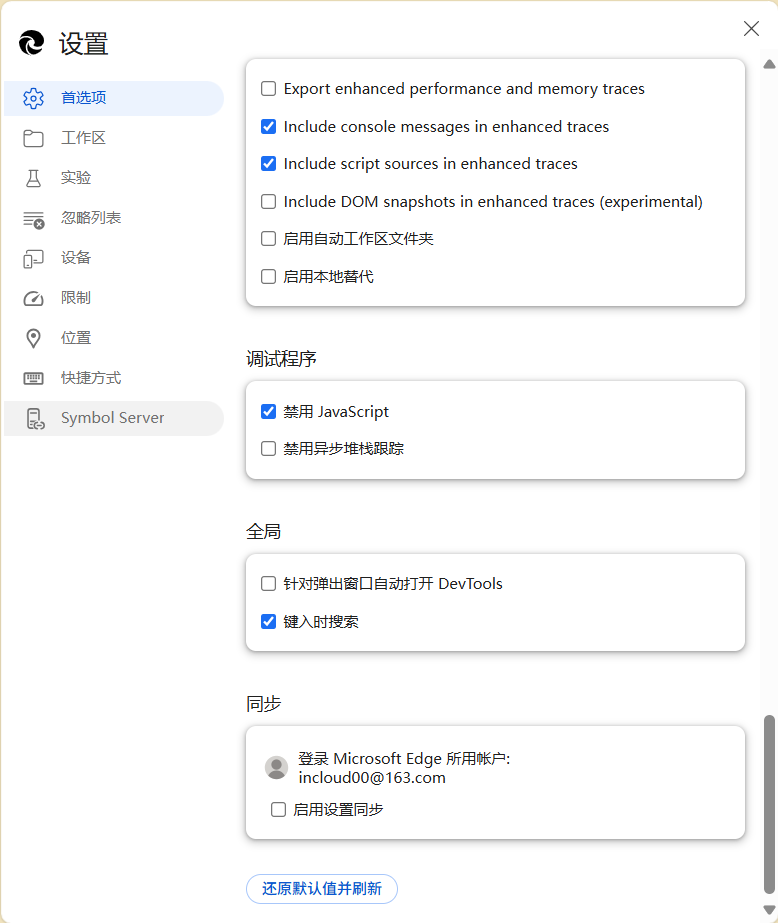 设置
首选项
工作区
实验
忽略列表
设备
限制
位置
快捷方式
Symbol Server
Export enhanced performance and memory traces
Include console messages in enhanced traces
Include script sources in enhanced traces
Include DOM snapshots in enhanced traces (experimental)
启用自动工作区文件夹
启用本地替代
调试程序
禁用 JavaScript
禁用异步堆栈跟踪
全局
针对弹出窗口自动打开 DevTools
键入时搜索
同步
登录 Microsoft Edge 所用帐户:
incloud00@163.com
启用设置同步
还原默认值并刷新